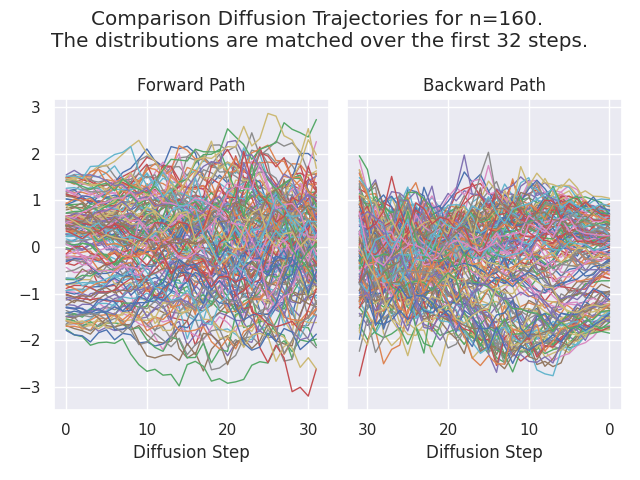 Comparison Diffusion Trajectories for n=160.
The distributions are matched over the first 32 steps.
Forward Path
Backward Path
3
2
1
0
−1
−2
−3
0 10 20 30
30 20 10 0
Diffusion Step
Diffusion Step